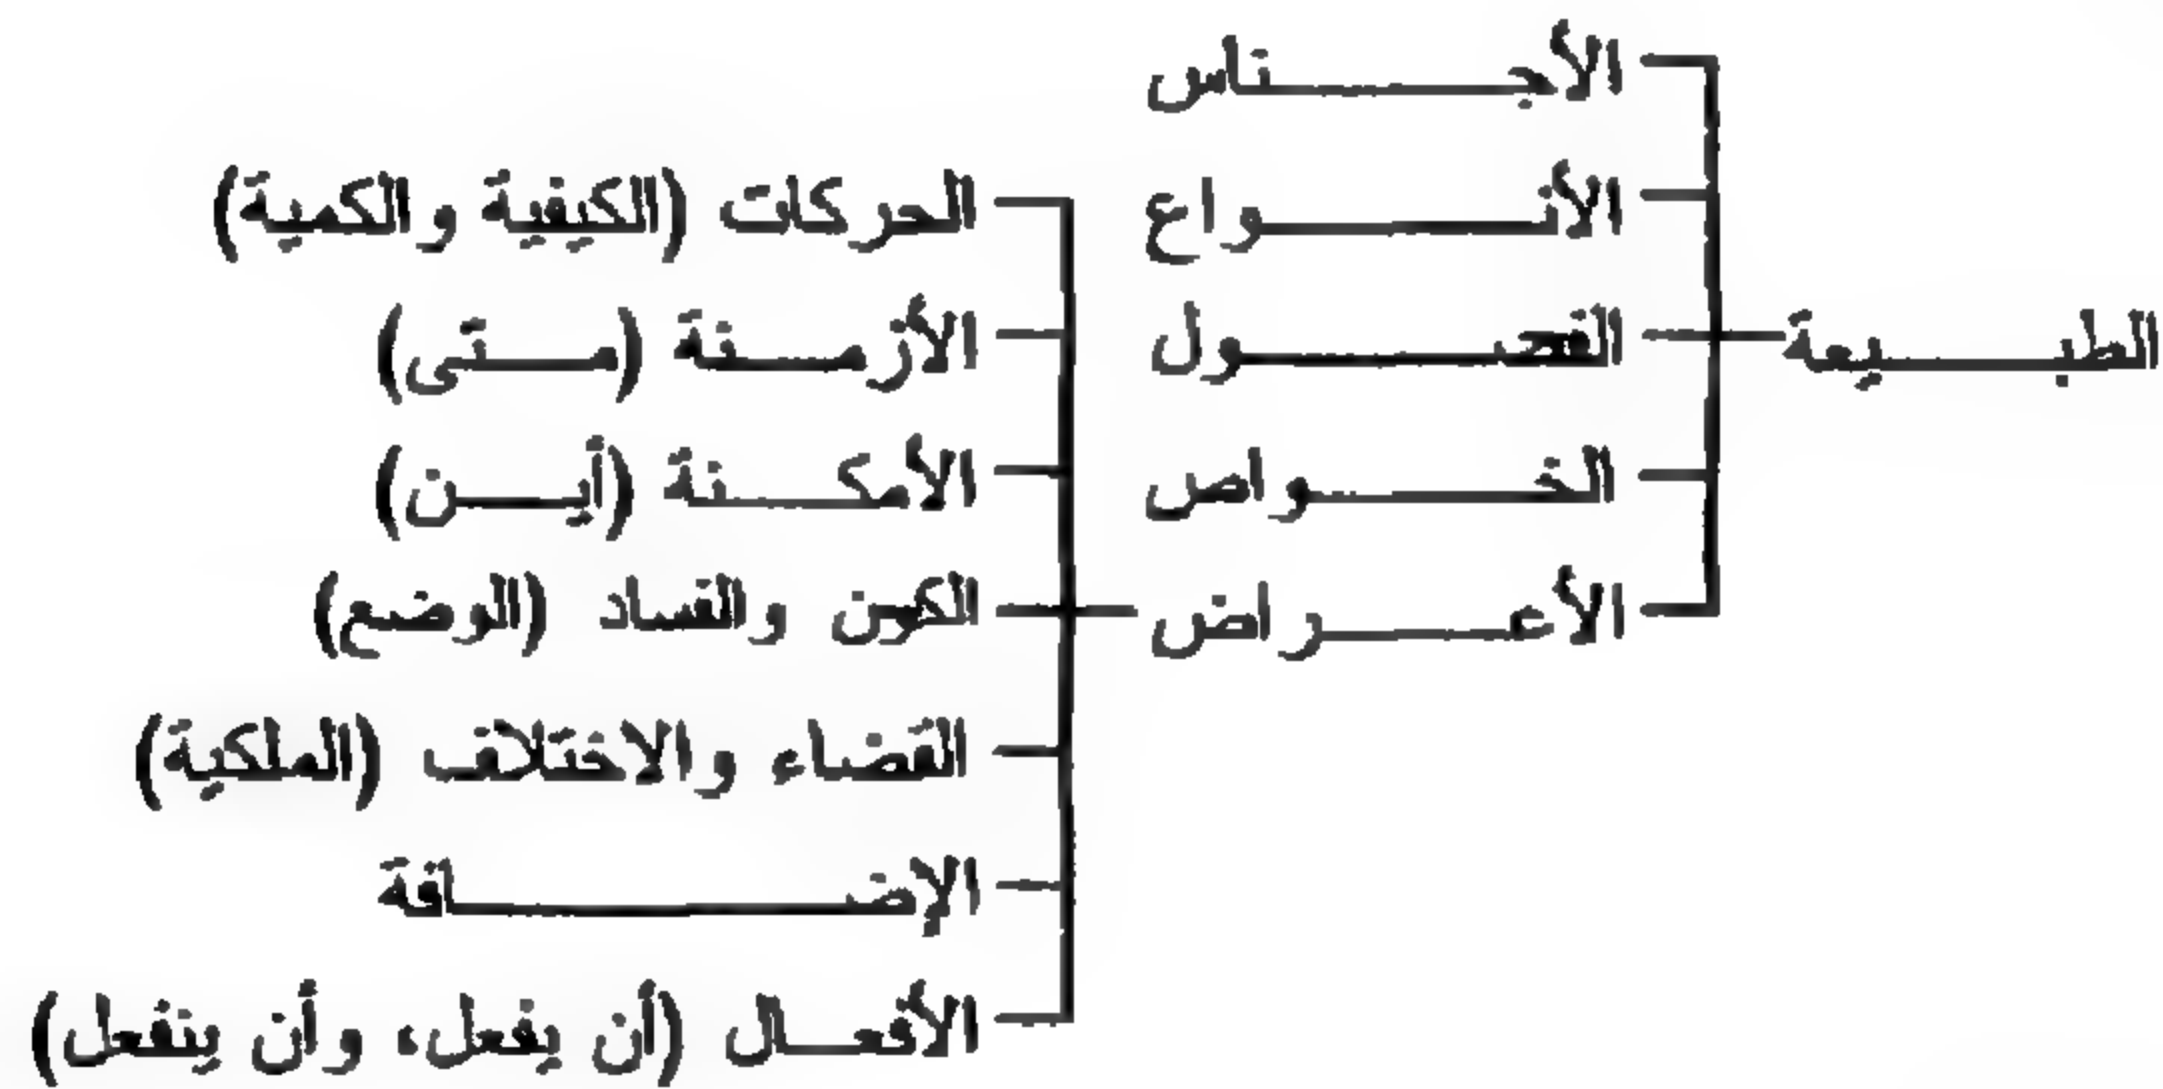 الطبيعة
الأجناس
الأنواع
الفصول
الخواص
الأعراض
الحركات (الكيفية والكمية)
الأزمنة (متى)
الأمكنة (أين)
الكون والفساد (الوضع)
القضاء والاختلاف (الملكية)
الإضافة
الأفعال (أن يفعل، وأن ينفعل)